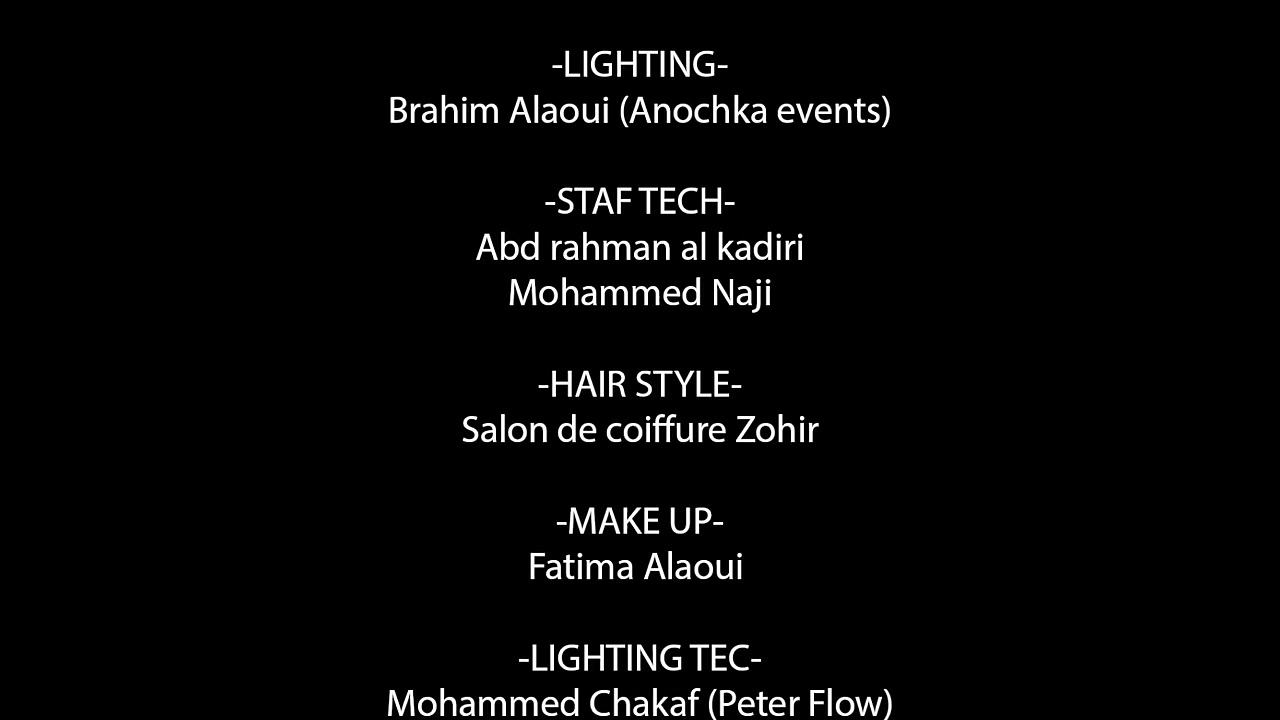 -LIGHTING-
Brahim Alaoui (Anochka events)
-STAF TECH-
Abd rahman al kadiri
Mohammed Naji
-HAIR STYLE-
Salon de coiffure Zohir
-MAKE UP-
Fatima Alaoui
-LIGHTING TEC-
Mohammed Chakaf (Peter Flow)